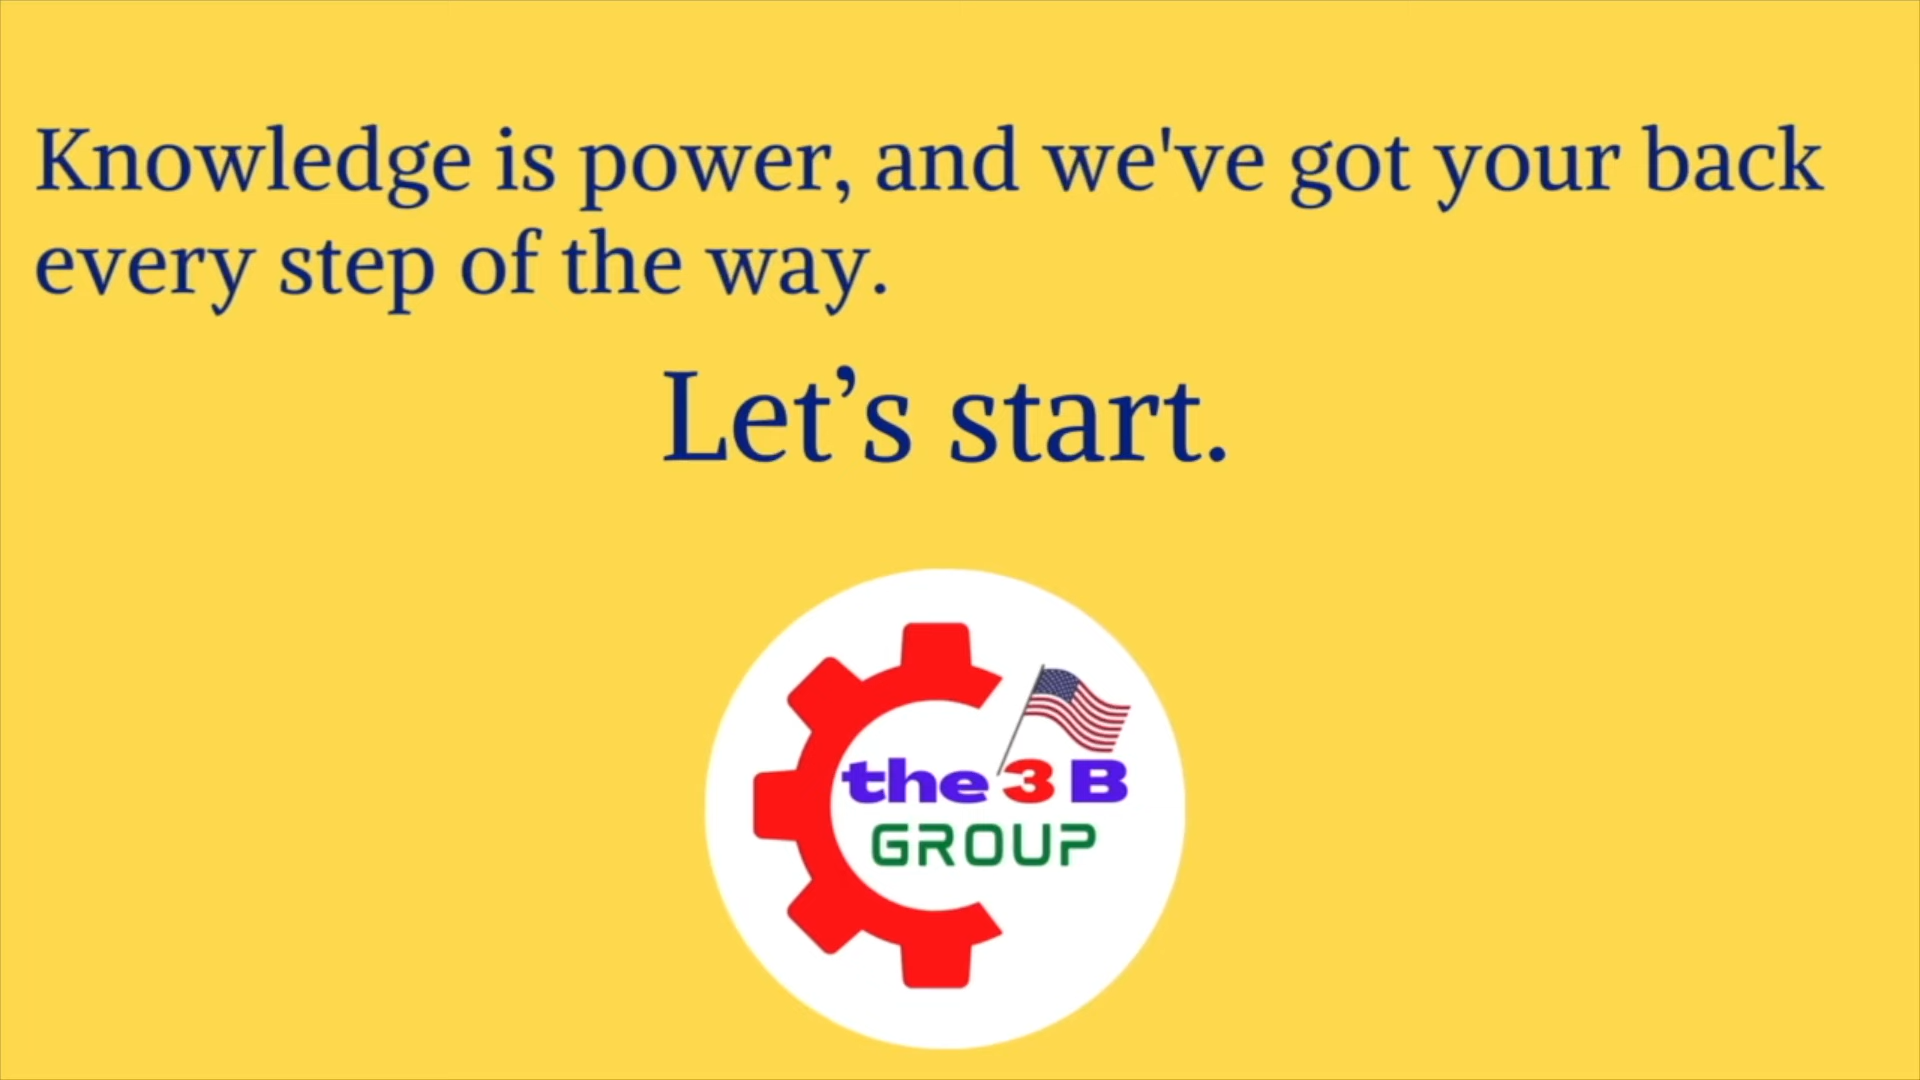 Knowledge is power, and we've got your back
every step of the way.
Let’s start.
the 3 B
GROUP